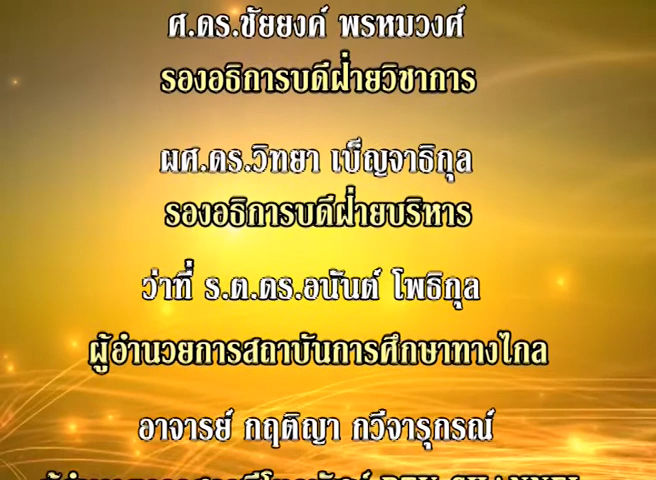 ศ.ดร.ชัยยงค์ พรหมวงศ์
รองอธิการบดีฝ่ายวิชาการ
ผศ.ดร.วิทยา เบ็ญจาธิกุล
รองอธิการบดีฝ่ายบริหาร
ว่าที่ ร.ต.ดร.อนันต์ โพธิกุล
ผู้อำนวยการสถาบันการศึกษาทางไกล
อาจารย์ กฤติญา กวีจารุกรณ์